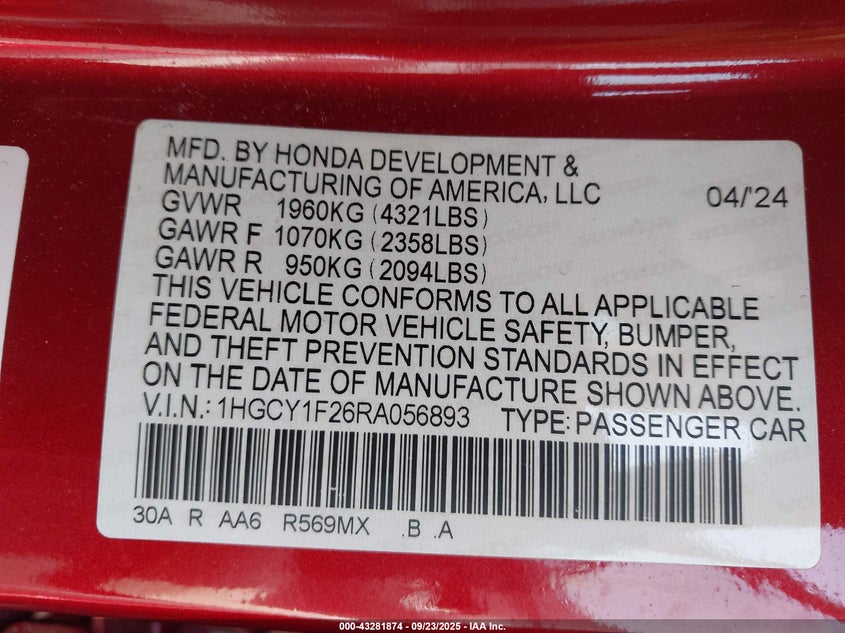 MFD. BY HONDA DEVELOPMENT &
MANUFACTURING OF AMERICA, LLC 04/'24
GVWR 1960KG (4321LBS)
GAWR F 1070KG (2358LBS)
GAWR R 950KG (2094LBS)
THIS VEHICLE CONFORMS TO ALL APPLICABLE
FEDERAL MOTOR VEHICLE SAFETY, BUMPER,
AND THEFT PREVENTION STANDARDS IN EFFECT
ON THE DATE OF MANUFACTURE SHOWN ABOVE.
V.I.N.: 1HGCY1F26RA056893 TYPE: PASSENGER CAR
30A R AA6 R569MX .B .A
000-43281874 - 09/23/2025 - IAA Inc.